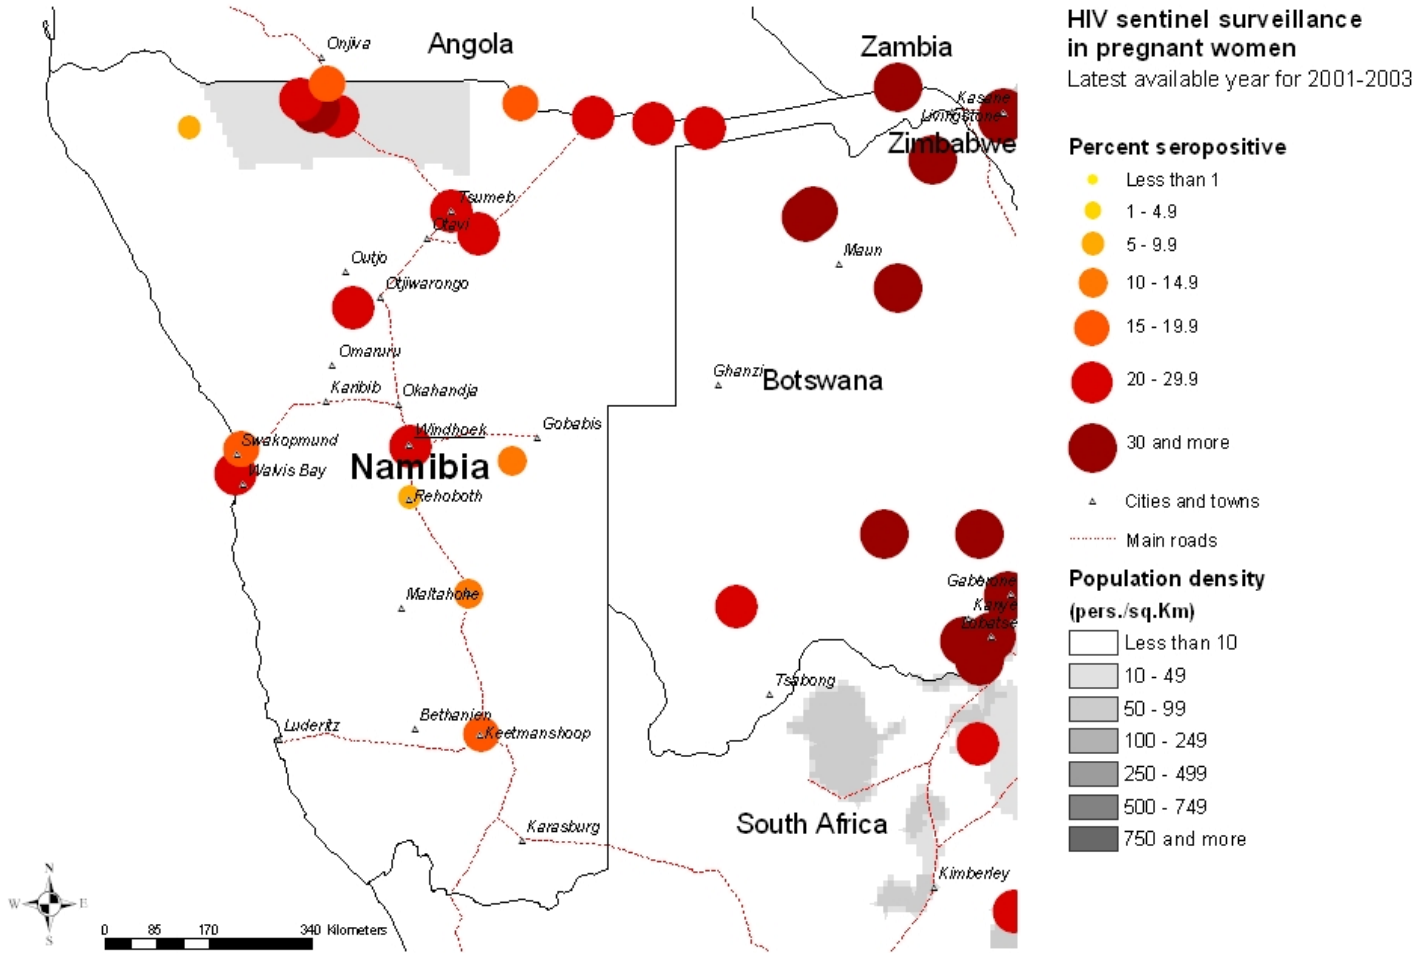 HIV sentinel surveillance
in pregnant women
Latest available year for 2001-2003
Percent seropositive
Less than 1
1 - 4.9
5 - 9.9
10 - 14.9
15 - 19.9
20 - 29.9
30 and more
Cities and towns
Main roads
Population density
(pers./sq.Km)
Less than 10
10 - 49
50 - 99
100 - 249
250 - 499
500 - 749
750 and more
Onjiva
Angola
Zambia
Kasane
Livingstone
Zimbabwe
Tsumeb
Otavi
Maun
Outjo
Otjiwarongo
Omaruru
Ghanzi
Botswana
Karibib
Okahandja
Gobabis
Windhoek
Swakopmund
Namibia
Walvis Bay
Rehoboth
Gaberone
Maltahohe
Kanye
Lobatse
Tsabong
Bethanien
Luderitz
Keetmanshoop
South Africa
Karasburg
Kimberley
N
W E
S
0 85 170 340 Kilometers